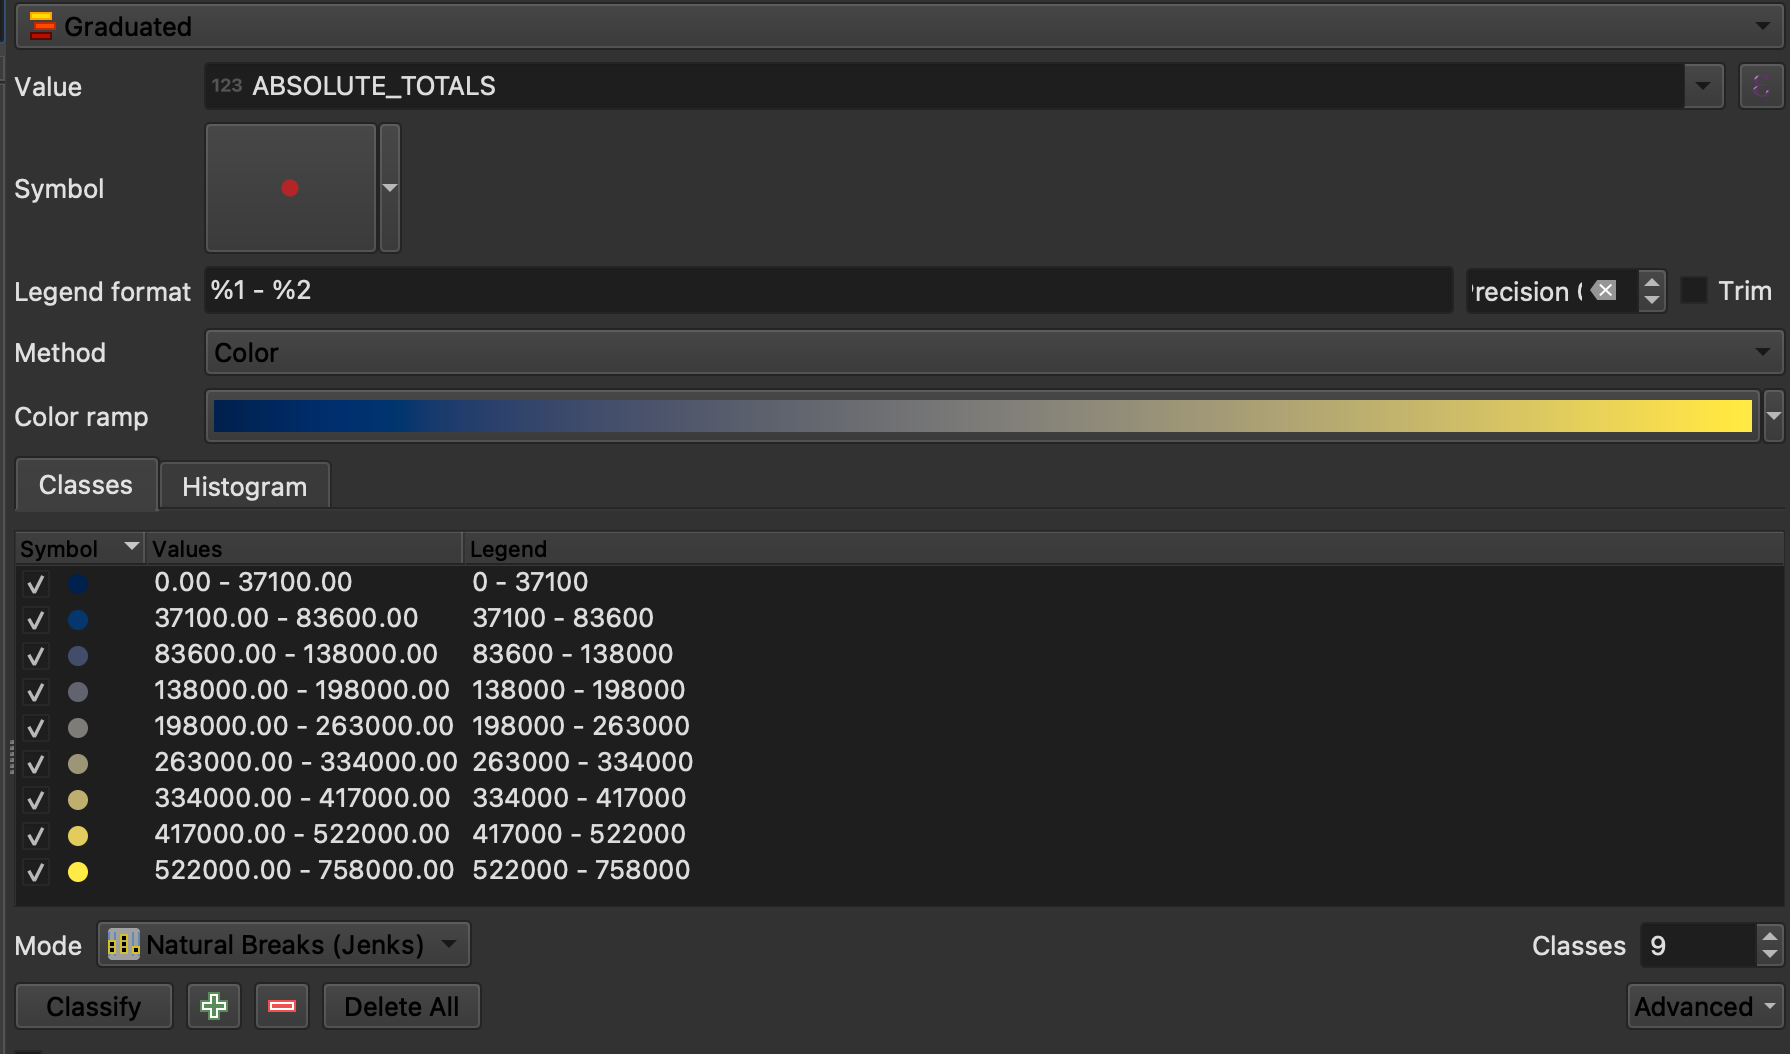 Graduated
Value 123 ABSOLUTE_TOTALS ε
Symbol
Legend format %1 - %2 recision Trim
Method Color
Color ramp
Classes Histogram
Symbol Values Legend
0.00 - 37100.00 0 - 37100
37100.00 - 83600.00 37100 - 83600
83600.00 - 138000.00 83600 - 138000
138000.00 - 198000.00 138000 - 198000
198000.00 - 263000.00 198000 - 263000
263000.00 - 334000.00 263000 - 334000
334000.00 - 417000.00 334000 - 417000
417000.00 - 522000.00 417000 - 522000
522000.00 - 758000.00 522000 - 758000
Mode Natural Breaks (Jenks) Classes 9
Classify Delete All Advanced